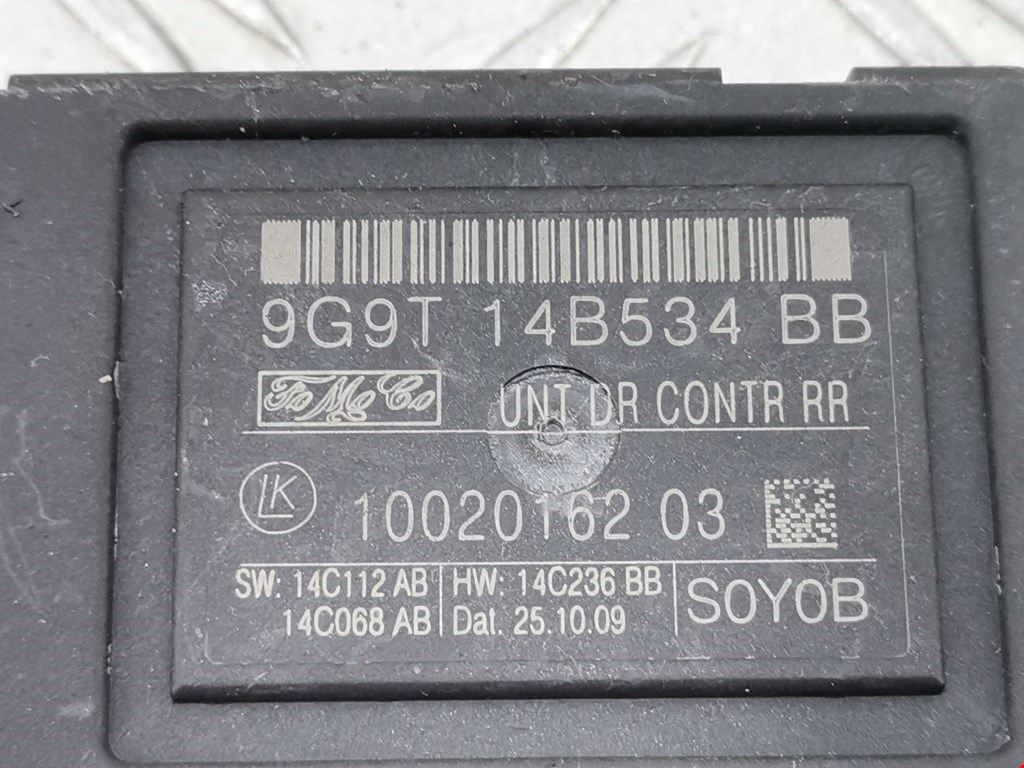 9G9T 14B534 BB
FoMoCo UNT DR CONTR RR
LK 10020162 03
SW: 14C112 AB HW: 14C236 BB SOYOB
14C068 AB Dat. 25.10.09